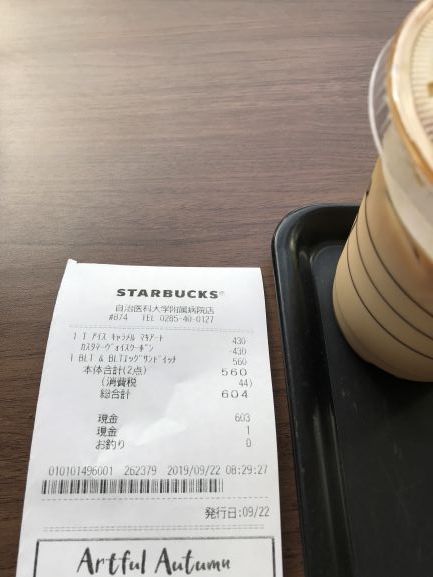 STARBUCKS®
自治医科大学附属病院店
#874 TEL 0285-40-0127
1 T ｱｲｽ ｷｬﾗﾒﾙ ﾏｷｱｰﾄ 430
ｶｽﾀﾏｰｳﾞｫｲｽｸｰﾎﾟﾝ -430
1 BLT & BLTｴｯｸﾞｻﾝﾄﾞｲｯﾁ 560
本体合計(2点) 560
(消費税 44)
総合計 604
現金 603
現金 1
お釣り 0
010101496001 262379 2019/09/22 08:29:27
発行日:09/22
Artful Autumn